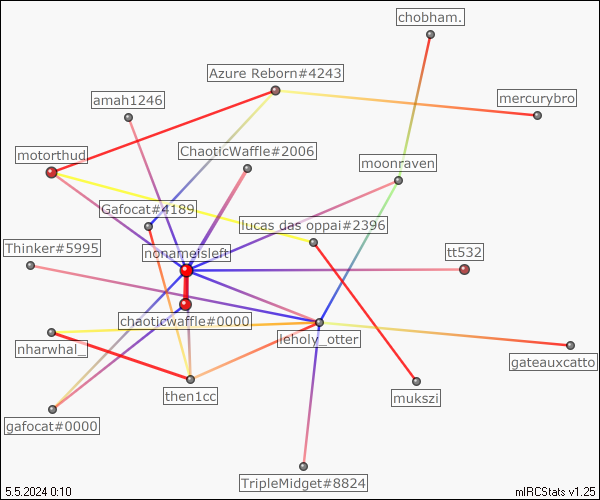 chobham.
Azure Reborn#4243
amah1246
mercurybro
motorthud
ChaoticWaffle#2006
moonraven
Gafocat#4189
lucas das oppai#2396
Thinker#5995
nonameisleft
tt532
chaoticwaffle#0000
leholy_otter
nharwhal_
gateauxcatto
then1cc
mukszi
gafocat#0000
TripleMidget#8824
5.5.2024 0:10
mIRCStats v1.25